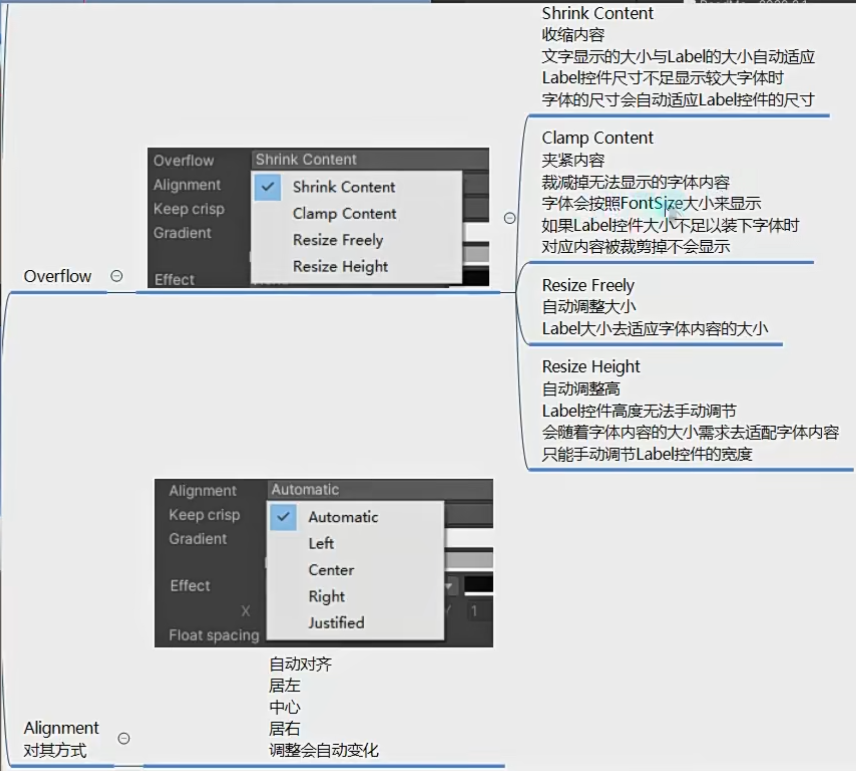 Shrink Content
收缩内容
文字显示的大小与Label的大小自动适应
Label控件尺寸不足显示较大字体时
字体的尺寸会自动适应Label控件的尺寸
Clamp Content
夹紧内容
裁减掉无法显示的字体内容
字体会按照FontSize大小来显示
如果Label控件大小不足以装下字体时
对应内容被裁剪掉不会显示
Resize Freely
自动调整大小
Label大小去适应字体内容的大小
Resize Height
自动调整高
Label控件高度无法手动调节
会随着字体内容的大小需求去适配字体内容
只能手动调节Label控件的宽度
Overflow
Overflow Shrink Content
Alignment
Keep crisp
Gradient
Effect
Shrink Content
Clamp Content
Resize Freely
Resize Height
Alignment Automatic
Keep crisp
Gradient
Effect
X
Y 1
Float spacing
Automatic
Left
Center
Right
Justified
自动对齐
居左
中心
居右
调整会自动变化
Alignment
对其方式